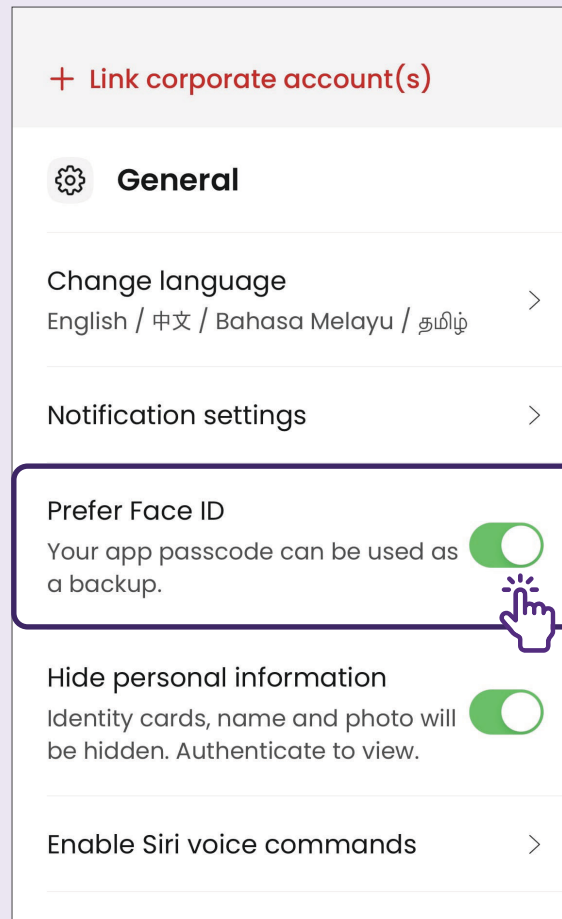 + Link corporate account(s)
General
Change language
English / 中文 / Bahasa Melayu / தமிழ்
Notification settings
Prefer Face ID
Your app passcode can be used as
a backup.
Hide personal information
Identity cards, name and photo will
be hidden. Authenticate to view.
Enable Siri voice commands